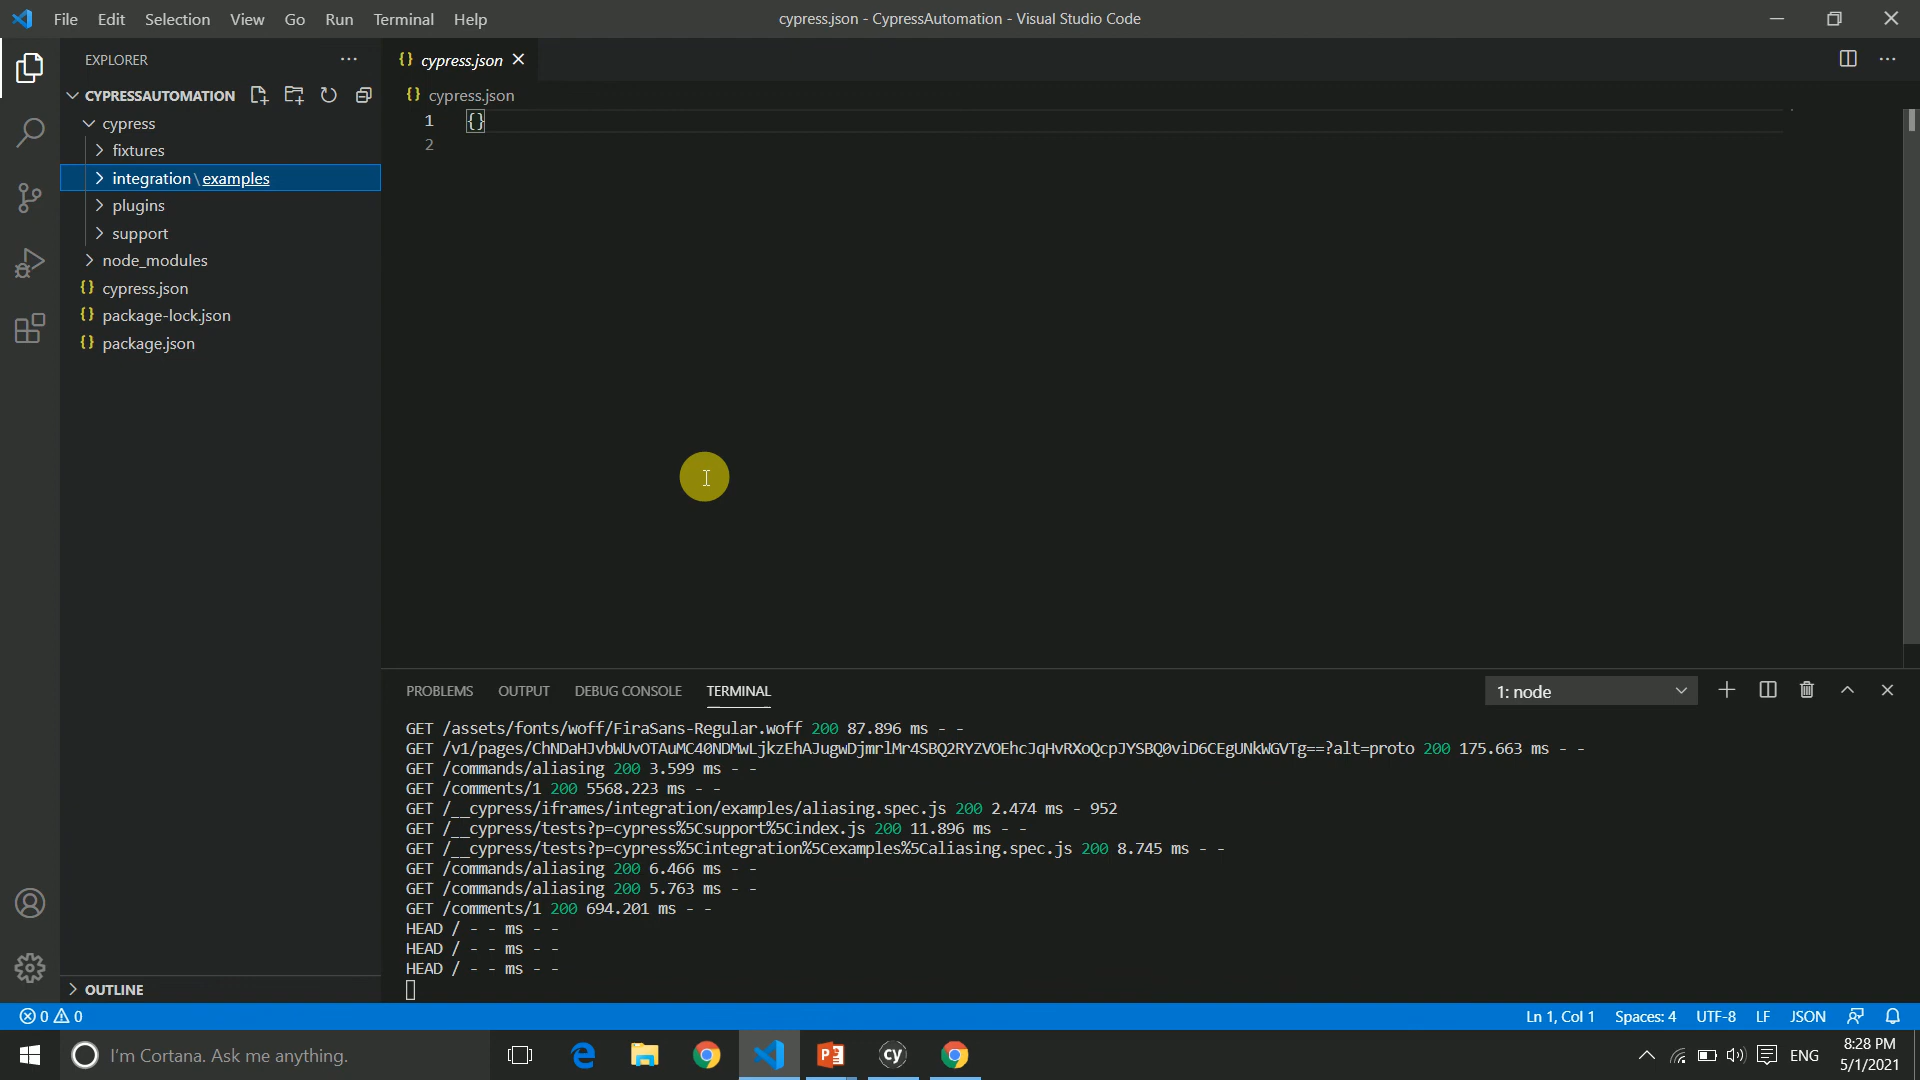 File Edit Selection View Go Run Terminal Help
cypress.json - CypressAutomation - Visual Studio Code
EXPLORER
CYPRESSAUTOMATION
cypress
fixtures
integration\examples
plugins
support
node_modules
{} cypress.json
{} package-lock.json
{} package.json
OUTLINE
{} cypress.json
{} cypress.json
1 {}
2
PROBLEMS OUTPUT DEBUG CONSOLE TERMINAL
1: node
GET /assets/fonts/woff/FiraSans-Regular.woff 200 87.896 ms - -
GET /v1/pages/ChNDaHJvbWUvOTAuMC40NDMwLjkzEhAJugwDjmrlMr4SBQ2RYZVOEhcJqHvRXoQcpJYSBQ0viD6CEgUNkWGVTg==?alt=proto 200 175.663 ms - -
GET /commands/aliasing 200 3.599 ms - -
GET /comments/1 200 5568.223 ms - -
GET /__cypress/iframes/integration/examples/aliasing.spec.js 200 2.474 ms - 952
GET /__cypress/tests?p=cypress%5Csupport%5Cindex.js 200 11.896 ms - -
GET /__cypress/tests?p=cypress%5Cintegration%5Cexamples%5Caliasing.spec.js 200 8.745 ms - -
GET /commands/aliasing 200 6.466 ms - -
GET /commands/aliasing 200 5.763 ms - -
GET /comments/1 200 694.201 ms - -
HEAD / - - ms - -
HEAD / - - ms - -
HEAD / - - ms - -
0 0
Ln 1, Col 1 Spaces: 4 UTF-8 LF JSON
I'm Cortana. Ask me anything.
cy
ENG
8:28 PM
5/1/2021